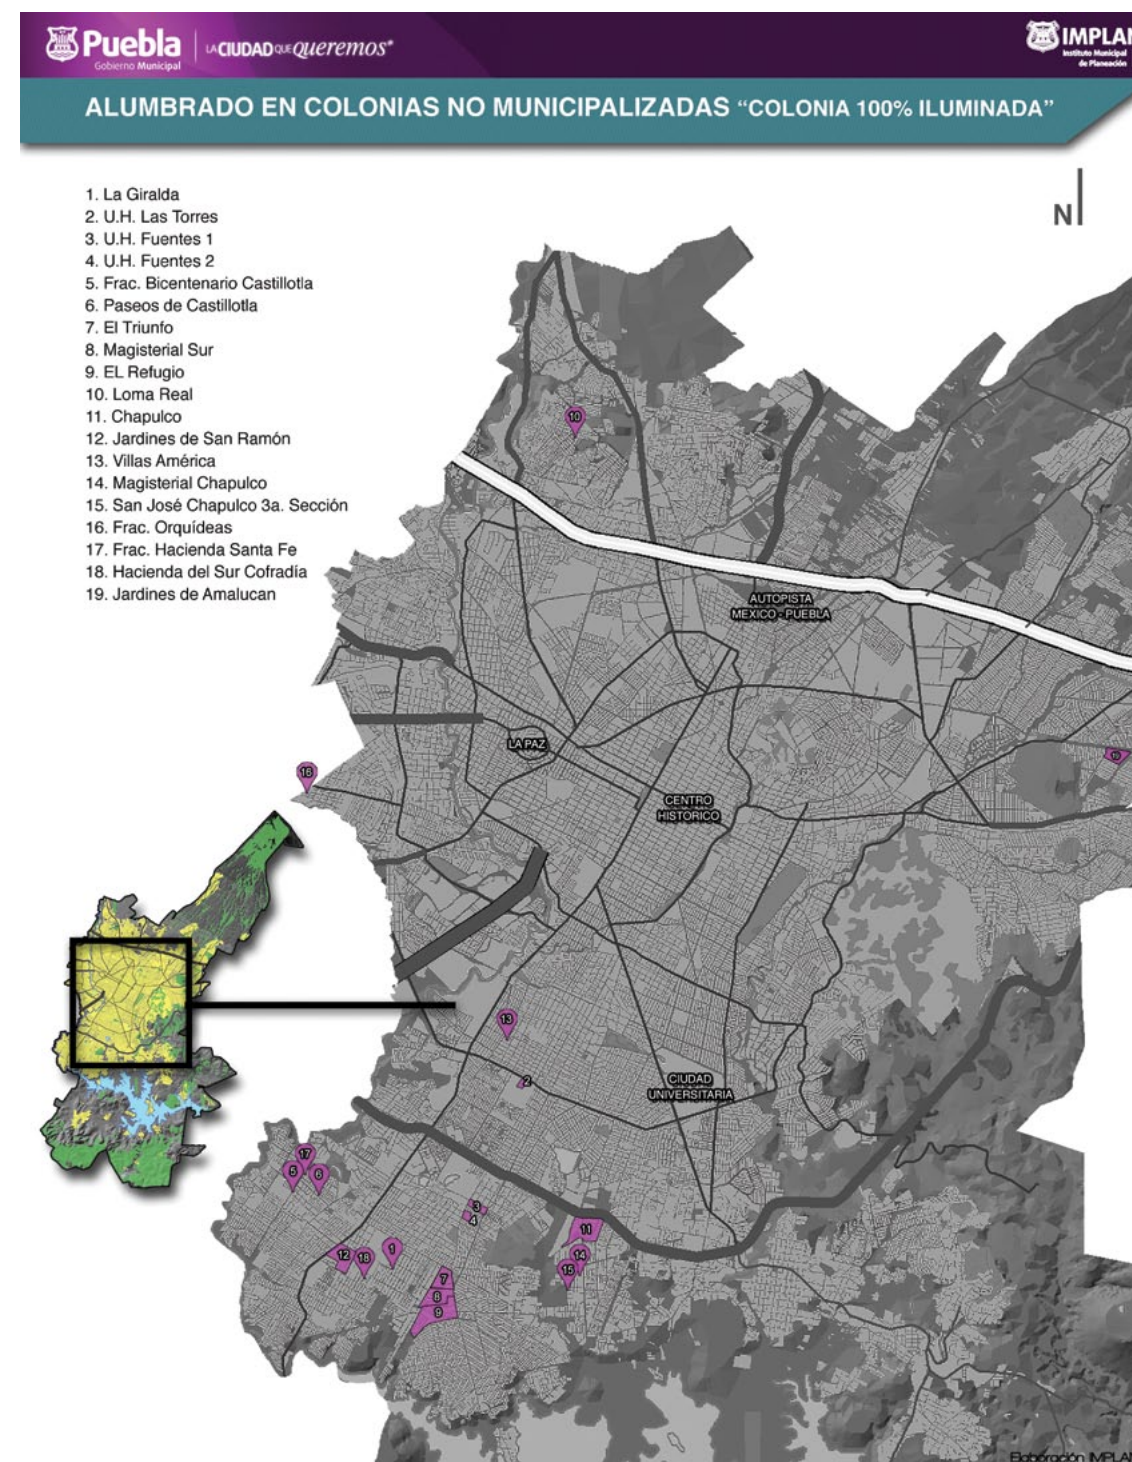 Puebla
Gobierno Municipal
LA CIUDAD QUE queremos*
IMPLAN
Instituto Municipal
de Planeación
ALUMBRADO EN COLONIAS NO MUNICIPALIZADAS “COLONIA 100% ILUMINADA”
1. La Giralda
2. U.H. Las Torres
3. U.H. Fuentes 1
4. U.H. Fuentes 2
5. Frac. Bicentenario Castillotla
6. Paseos de Castillotla
7. El Triunfo
8. Magisterial Sur
9. EL Refugio
10. Loma Real
11. Chapulco
12. Jardines de San Ramón
13. Villas América
14. Magisterial Chapulco
15. San José Chapulco 3a. Sección
16. Frac. Orquídeas
17. Frac. Hacienda Santa Fe
18. Hacienda del Sur Cofradía
19. Jardines de Amalucan
N
10
AUTOPISTA
MEXICO - PUEBLA
LA PAZ
19
16
CENTRO
HISTORICO
13
2
CIUDAD
UNIVERSITARIA
17
5
6
3
4
11
12
18
1
14
15
7
8
9
Elaboración IMPLAN